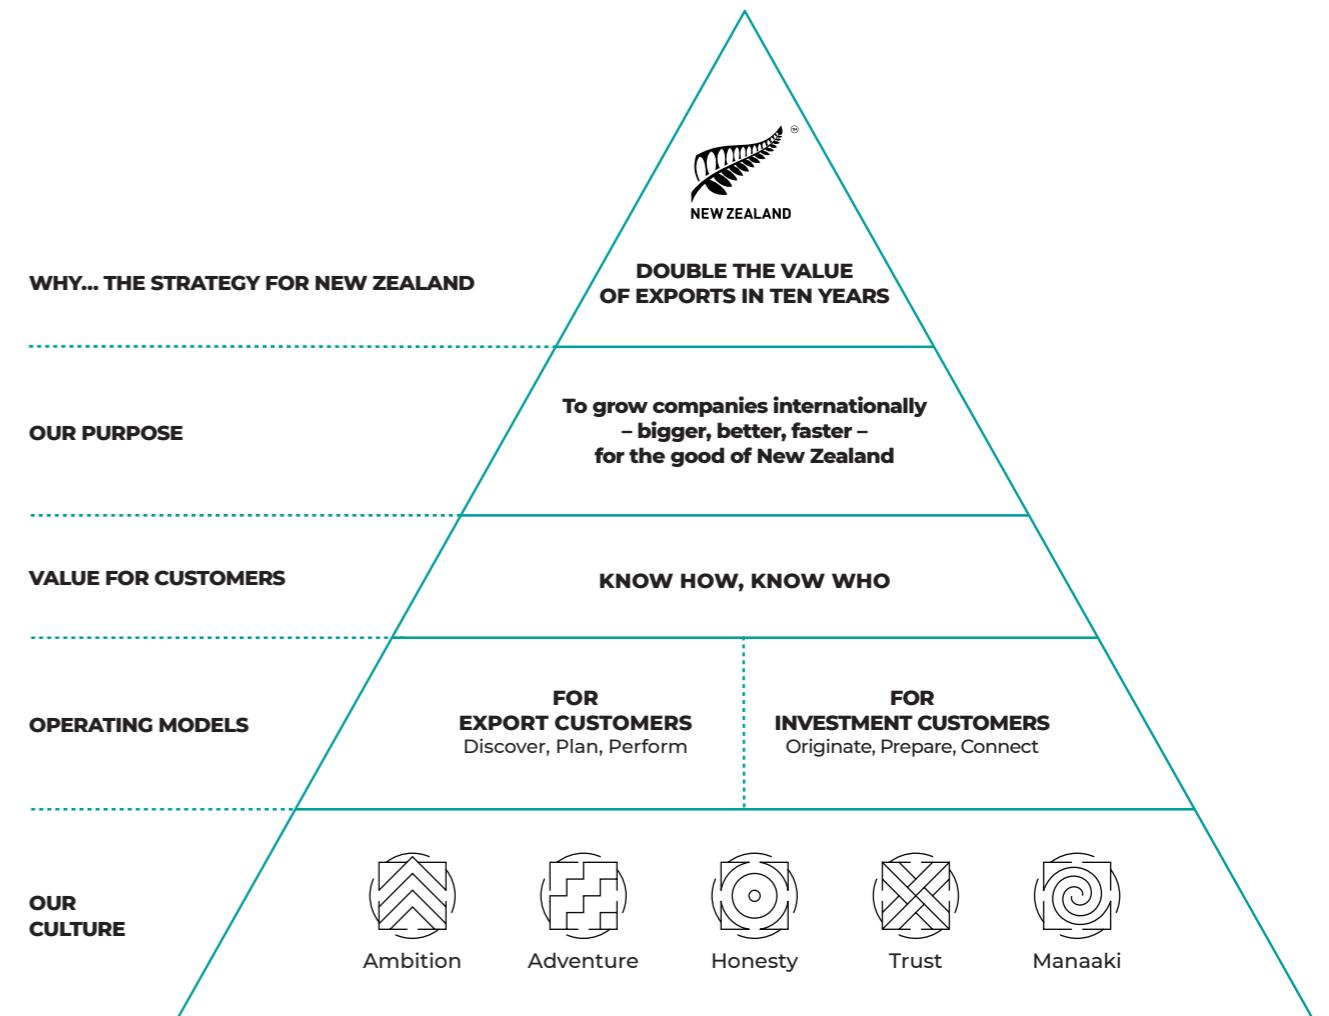 NEW ZEALAND
WHY... THE STRATEGY FOR NEW ZEALAND
DOUBLE THE VALUE
OF EXPORTS IN TEN YEARS
OUR PURPOSE
To grow companies internationally
– bigger, better, faster –
for the good of New Zealand
VALUE FOR CUSTOMERS
KNOW HOW, KNOW WHO
OPERATING MODELS
FOR
EXPORT CUSTOMERS
Discover, Plan, Perform
FOR
INVESTMENT CUSTOMERS
Originate, Prepare, Connect
OUR
CULTURE
Ambition
Adventure
Honesty
Trust
Manaaki